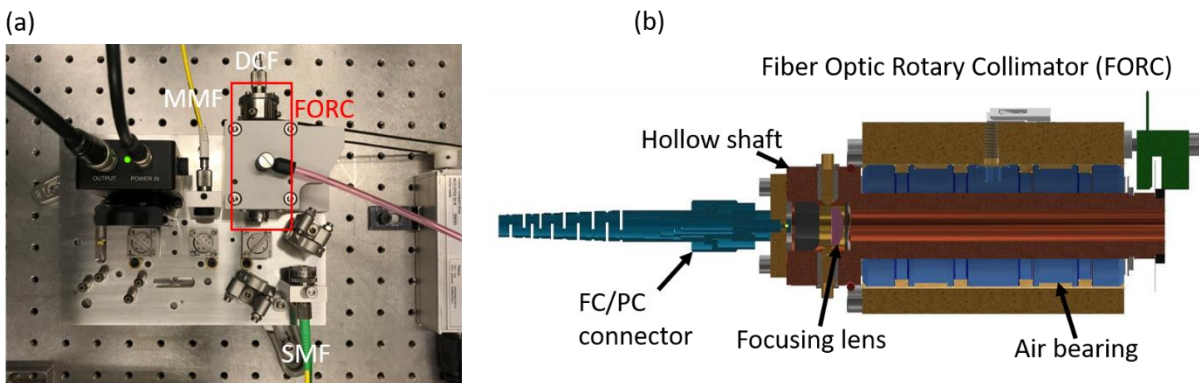 (a)
(b)
DCF
MMF
FORC
OUTPUT
POWER IN
SMF
Fiber Optic Rotary Collimator (FORC)
Hollow shaft
FC/PC
connector
Focusing lens
Air bearing